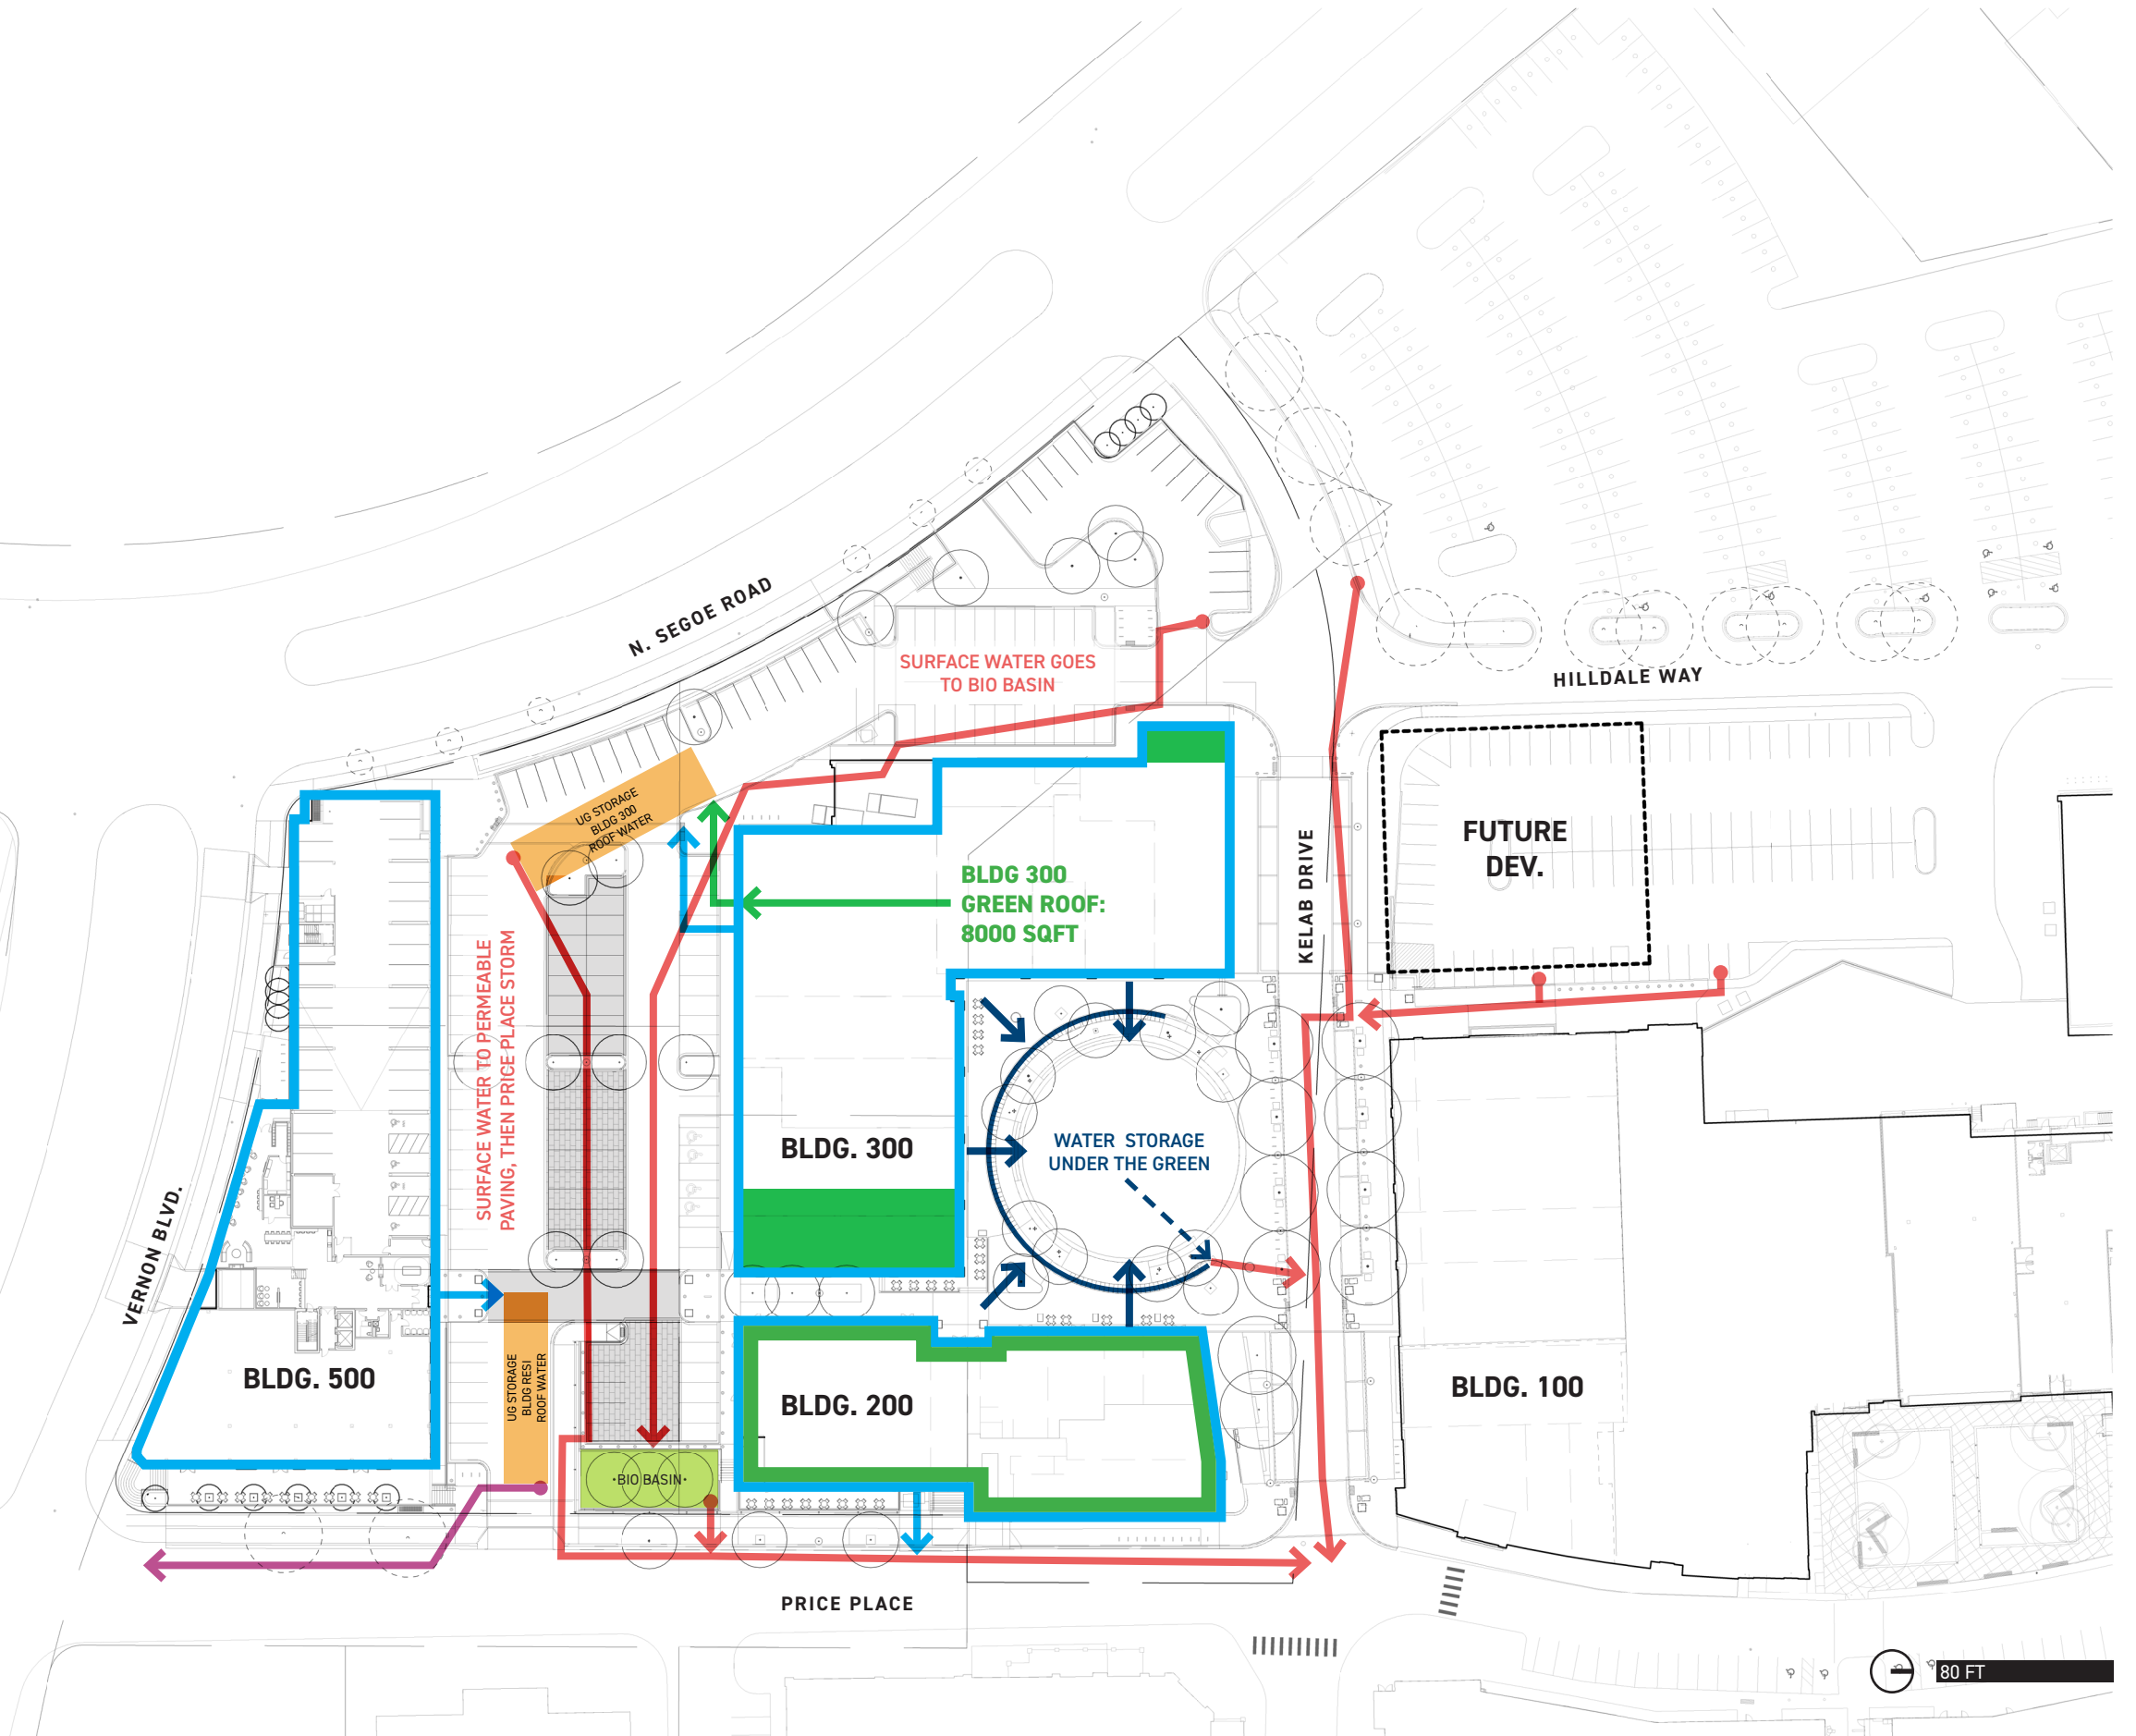 N. SEGOE ROAD
SURFACE WATER GOES
TO BIO BASIN
HILLDALE WAY
UG STORAGE
BLDG 300
ROOF WATER
FUTURE
DEV.
KELAB DRIVE
BLDG 300
GREEN ROOF:
8000 SQFT
SURFACE WATER TO PERMEABLE
PAVING, THEN PRICE PLACE STORM
BLDG. 300
WATER STORAGE
UNDER THE GREEN
VERNON BLVD.
BLDG. 500
UG STORAGE
BLDG RESI
ROOF WATER
BLDG. 200
BLDG. 100
BIO BASIN
PRICE PLACE
80 FT